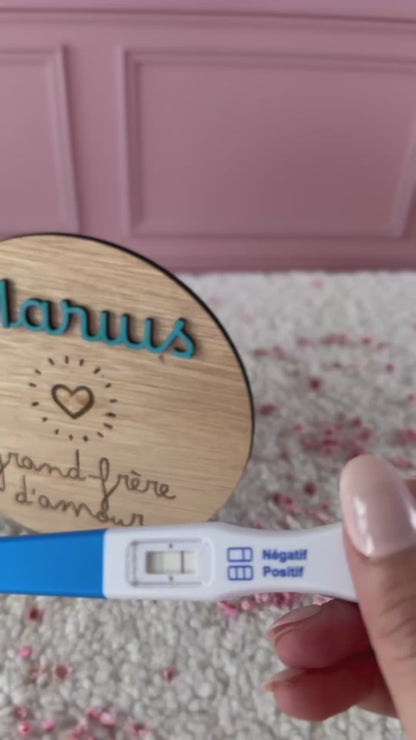 Marius
grand-frère
d'amour
Négatif
Positif